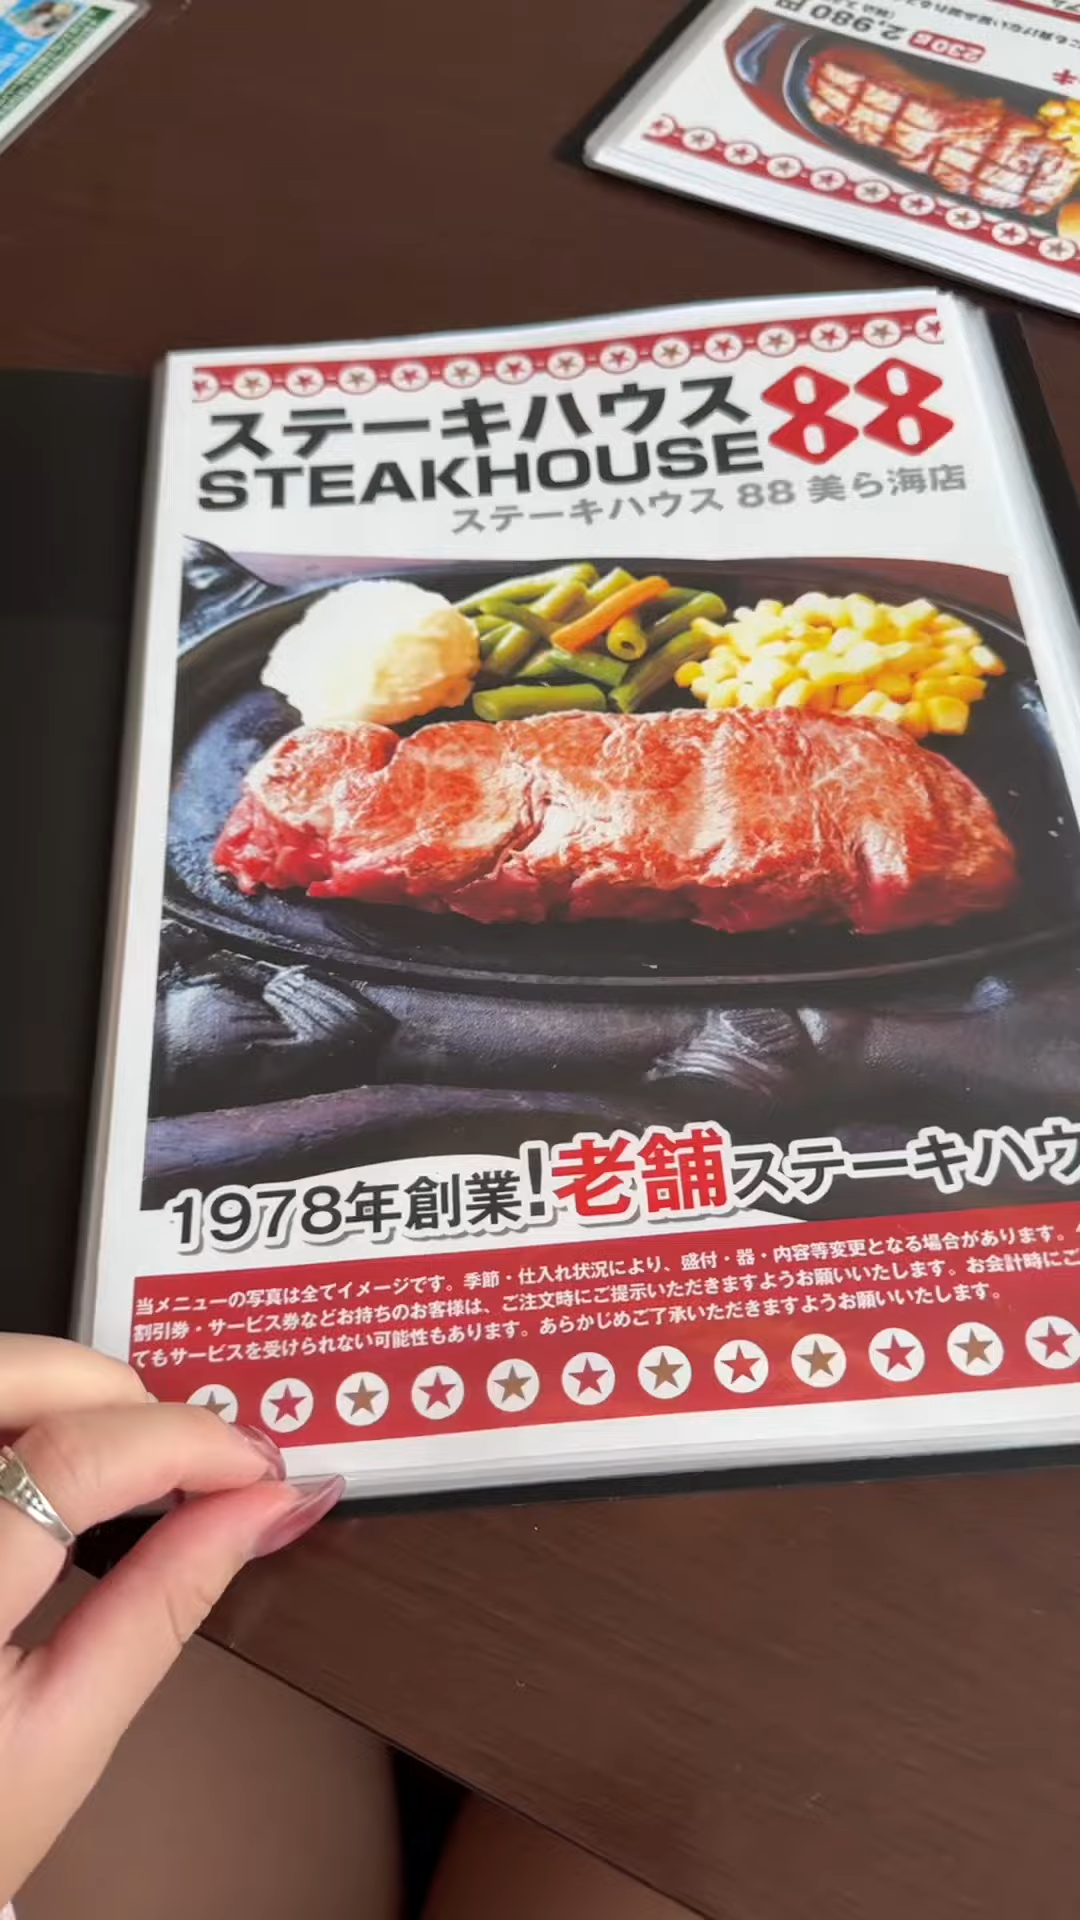 ステーキハウス 88
STEAKHOUSE
ステーキハウス 88 美ら海店
1978年創業!老舗ステーキハウ
当メニューの写真は全てイメージです。季節・仕入れ状況により、盛付・器・内容等変更となる場合があります。
割引券・サービス券などお持ちのお客様は、ご注文時にご提示いただきますようお願いいたします。お会計時にご
てもサービスを受けられない可能性もあります。あらかじめご了承いただきますようお願いいたします。
230g
2,980円